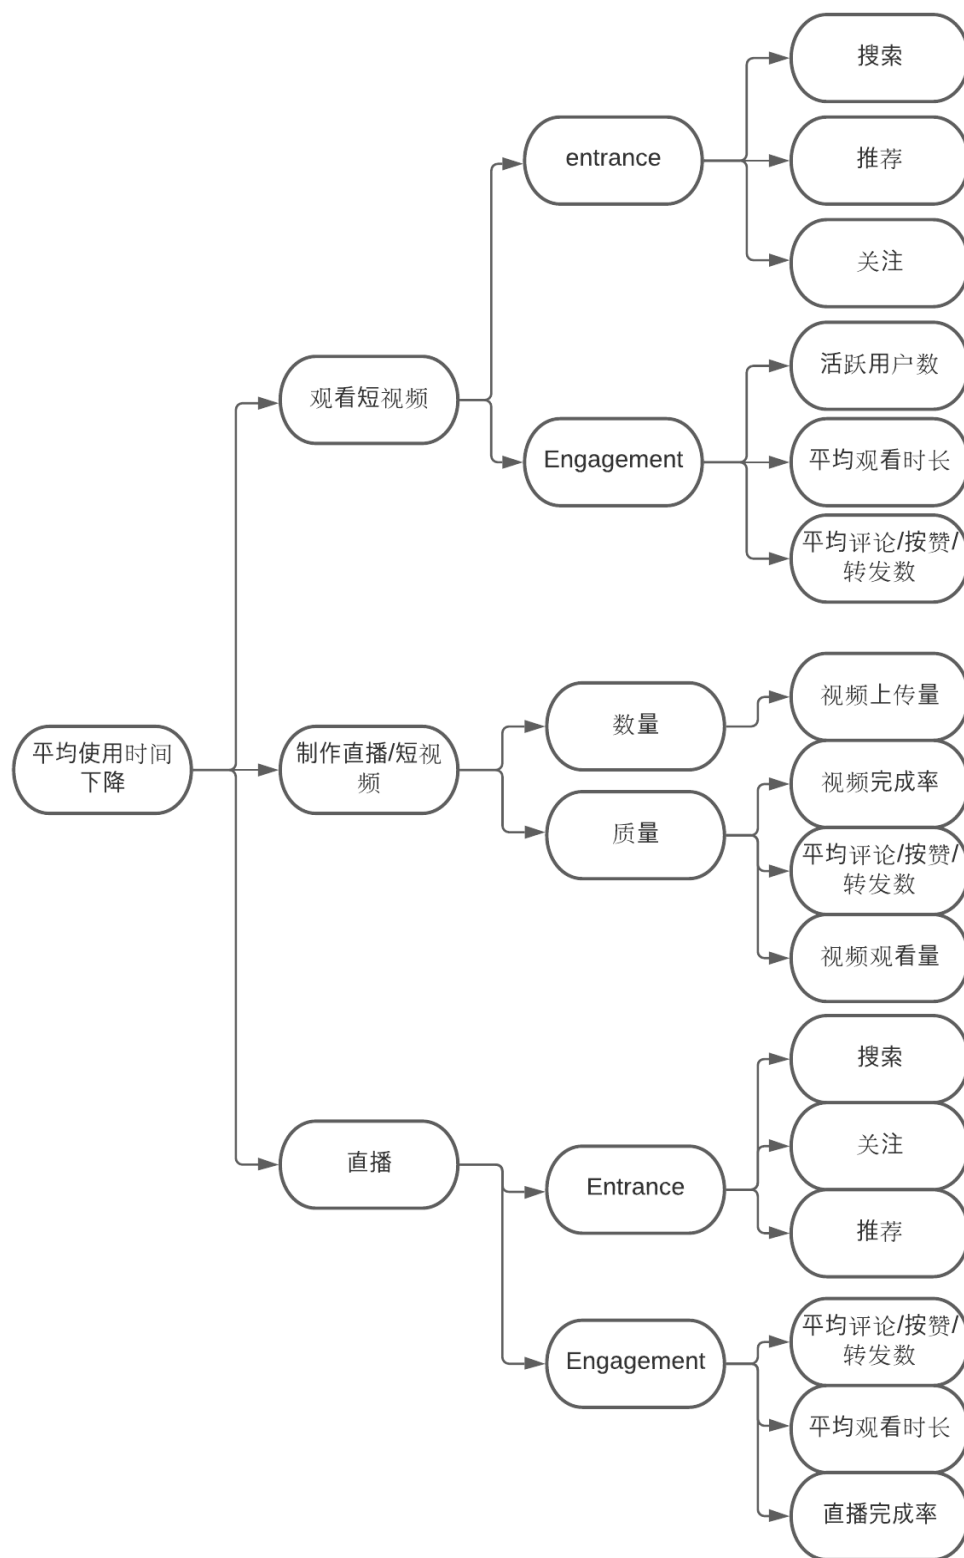 搜索
entrance
推荐
关注
活跃用户数
观看短视频
Engagement
平均观看时长
平均评论/按赞/
转发数
视频上传量
数量
平均使用时间
下降
制作直播/短视
频
视频完成率
质量
平均评论/按赞/
转发数
视频观看量
搜索
关注
直播
Entrance
推荐
平均评论/按赞/
转发数
Engagement
平均观看时长
直播完成率